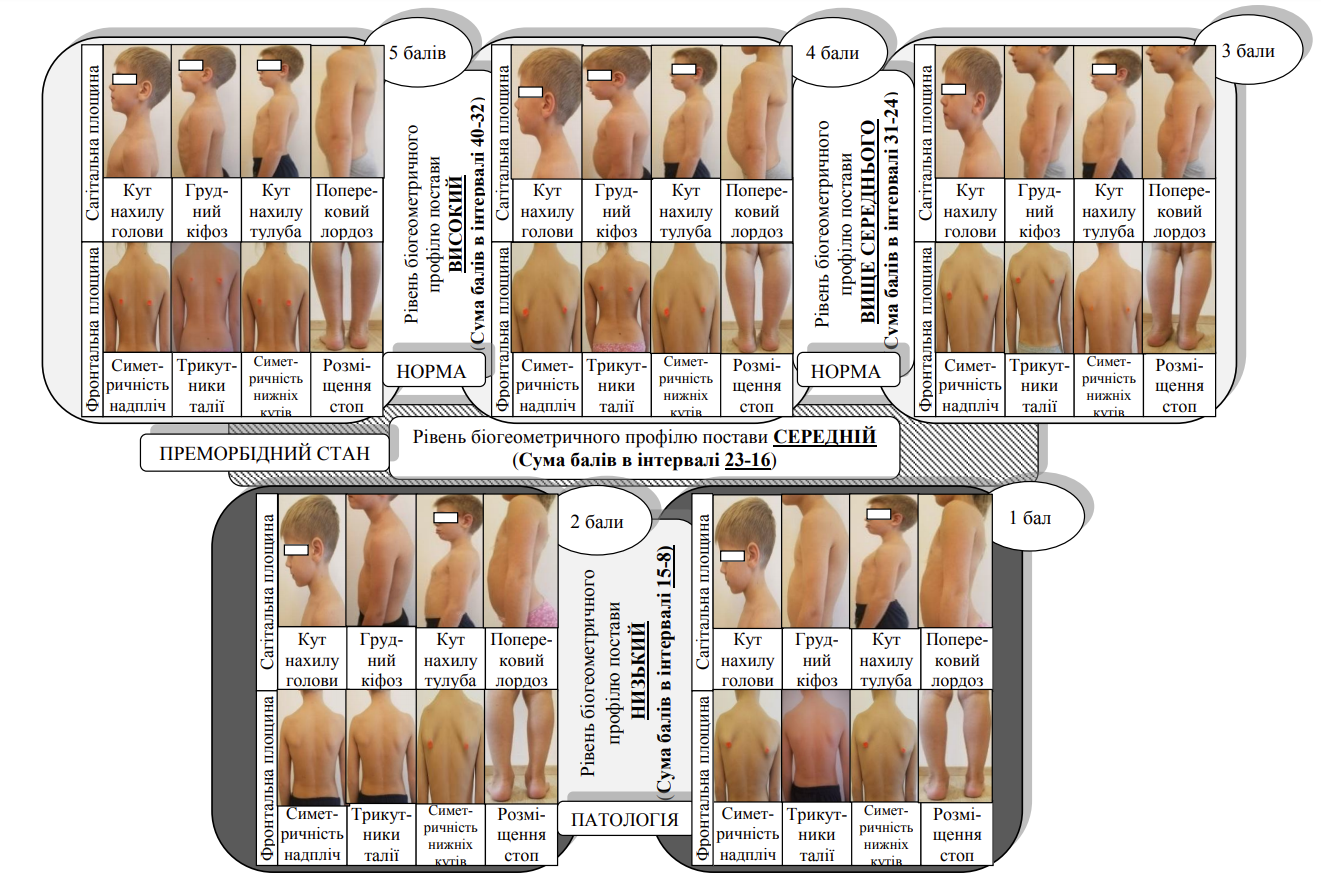 5 балів
Сагітальна площина
Кут нахилу голови
Груд-ний кіфоз
Кут нахилу тулуба
Попере-ковий лордоз
Фронтальна площина
Симет-ричність надпліч
Трикут-ники талії
Симет-ричність нижніх кутів
Розмі-щення стоп
Рівень біогеометричного
профілю постави
ВИСОКИЙ
(Сума балів в інтервалі 40-32)
НОРМА
4 бали
Сагітальна площина
Кут нахилу голови
Груд-ний кіфоз
Кут нахилу тулуба
Попере-ковий лордоз
Фронтальна площина
Симет-ричність надпліч
Трикут-ники талії
Симет-ричність нижніх кутів
Розмі-щення стоп
Рівень біогеометричного
профілю постави
ВИЩЕ СЕРЕДНЬОГО
(Сума балів в інтервалі 31-24)
НОРМА
3 бали
Сагітальна площина
Кут нахилу голови
Груд-ний кіфоз
Кут нахилу тулуба
Попере-ковий лордоз
Фронтальна площина
Симет-ричність надпліч
Трикут-ники талії
Симет-ричність нижніх кутів
Розмі-щення стоп
ПРЕМОРБІДНИЙ СТАН
Рівень біогеометричного профілю постави СЕРЕДНІЙ
(Сума балів в інтервалі 23-16)
2 бали
Сагітальна площина
Кут нахилу голови
Груд-ний кіфоз
Кут нахилу тулуба
Попере-ковий лордоз
Фронтальна площина
Симет-ричність надпліч
Трикут-ники талії
Симет-ричність нижніх кутів
Розмі-щення стоп
Рівень біогеометричного
профілю постави
НИЗЬКИЙ
(Сума балів в інтервалі 15-8)
ПАТОЛОГІЯ
1 бал
Сагітальна площина
Кут нахилу голови
Груд-ний кіфоз
Кут нахилу тулуба
Попере-ковий лордоз
Фронтальна площина
Симет-ричність надпліч
Трикут-ники талії
Симет-ричність нижніх кутів
Розмі-щення стоп